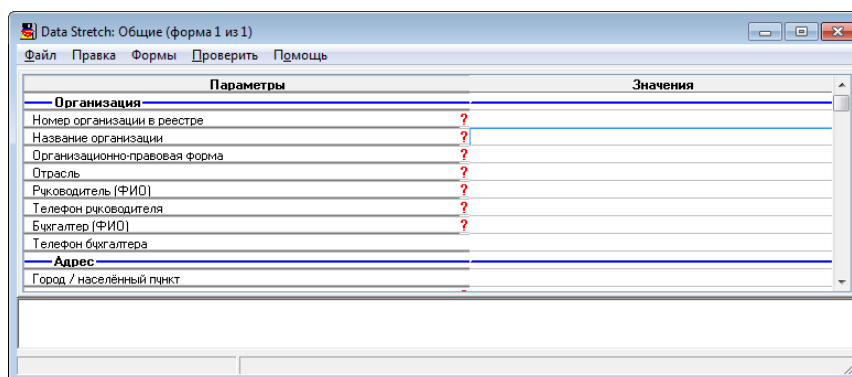 Data Stretch: Общие (форма 1 из 1)
Файл Правка Формы Проверить Помощь
Параметры Значения
Организация
Номер организации в реестре ?
Название организации ?
Организационно-правовая форма ?
Отрасль ?
Руководитель (ФИО) ?
Телефон руководителя ?
Бухгалтер (ФИО) ?
Телефон бухгалтера
Адрес
Город / населённый пункт